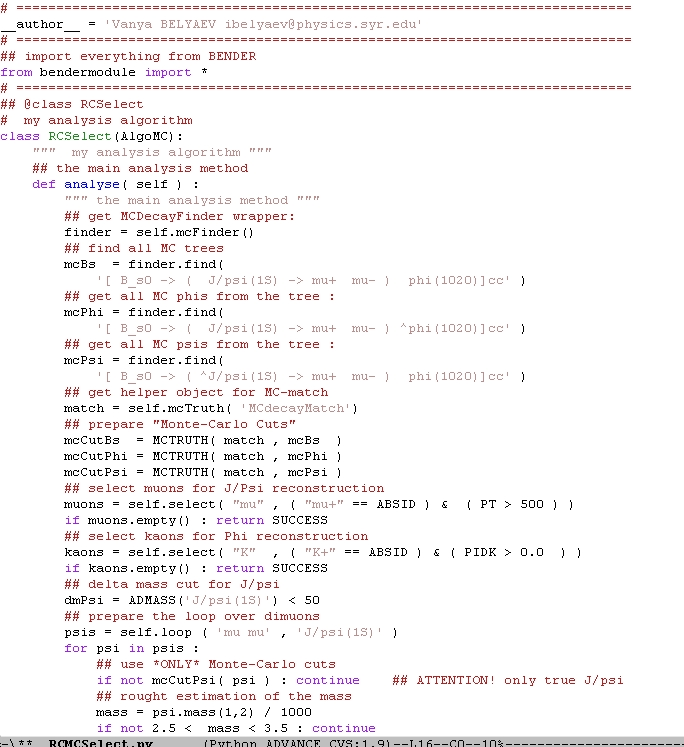 # =============================================================================
__author__ = 'Vanya BELYAEV ibelyaev@physics.syr.edu'
# =============================================================================
## import everything from BENDER
from bendermodule import *
# =============================================================================
## @class RCSelect
#  my analysis algorithm
class RCSelect(AlgoMC):
    """  my analysis algorithm """
    ## the main analysis method
    def analyse( self ) :
        """ the main analysis method """
        ## get MCDecayFinder wrapper:
        finder = self.mcFinder()
        ## find all MC trees
        mcBs  = finder.find(
            '[ B_s0 -> (  J/psi(1S) -> mu+  mu- )  phi(1020)]cc' )
        ## get all MC phis from the tree :
        mcPhi = finder.find(
            '[ B_s0 -> (  J/psi(1S) -> mu+  mu- ) ^phi(1020)]cc' )
        ## get all MC psis from the tree :
        mcPsi = finder.find(
            '[ B_s0 -> ( ^J/psi(1S) -> mu+  mu- )  phi(1020)]cc' )
        ## get helper object for MC-match
        match = self.mcTruth( 'MCdecayMatch')
        ## prepare "Monte-Carlo Cuts"
        mcCutBs  = MCTRUTH( match , mcBs  )
        mcCutPhi = MCTRUTH( match , mcPhi )
        mcCutPsi = MCTRUTH( match , mcPsi )
        ## select muons for J/Psi reconstruction
        muons = self.select( "mu" , ( "mu+" == ABSID ) &  ( PT > 500 ) )
        if muons.empty() : return SUCCESS
        ## select kaons for Phi reconstruction
        kaons = self.select( "K"  , ( "K+" == ABSID ) & ( PIDK > 0.0  ) )
        if kaons.empty() : return SUCCESS
        ## delta mass cut for J/psi
        dmPsi = ADMASS('J/psi(1S)') < 50
        ## prepare the loop over dimuons
        psis = self.loop ( 'mu mu' , 'J/psi(1S)' )
        for psi in psis :
            ## use *ONLY* Monte-Carlo cuts
            if not mcCutPsi( psi ) : continue    ## ATTENTION! only true J/psi
            ## rought estimation of the mass
            mass = psi.mass(1,2) / 1000
            if not 2.5 <  mass < 3.5 : continue
-\**  RCMCSelect.py      (Python ADVANCE CVS:1.9)--L16--C0--10%